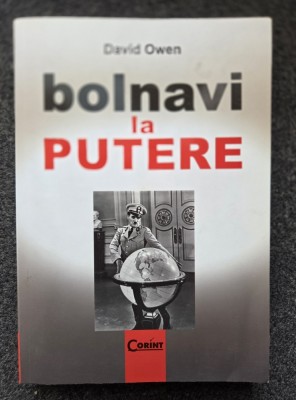 David Owen
bolnavi
la
PUTERE
CORINT